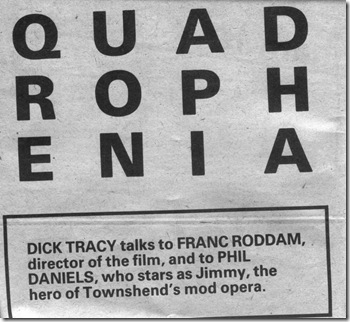 QUAD
ROPH
ENIA
DICK TRACY talks to FRANC RODDAM,
director of the film, and to PHIL
DANIELS, who stars as Jimmy, the
hero of Townshend's mod opera.